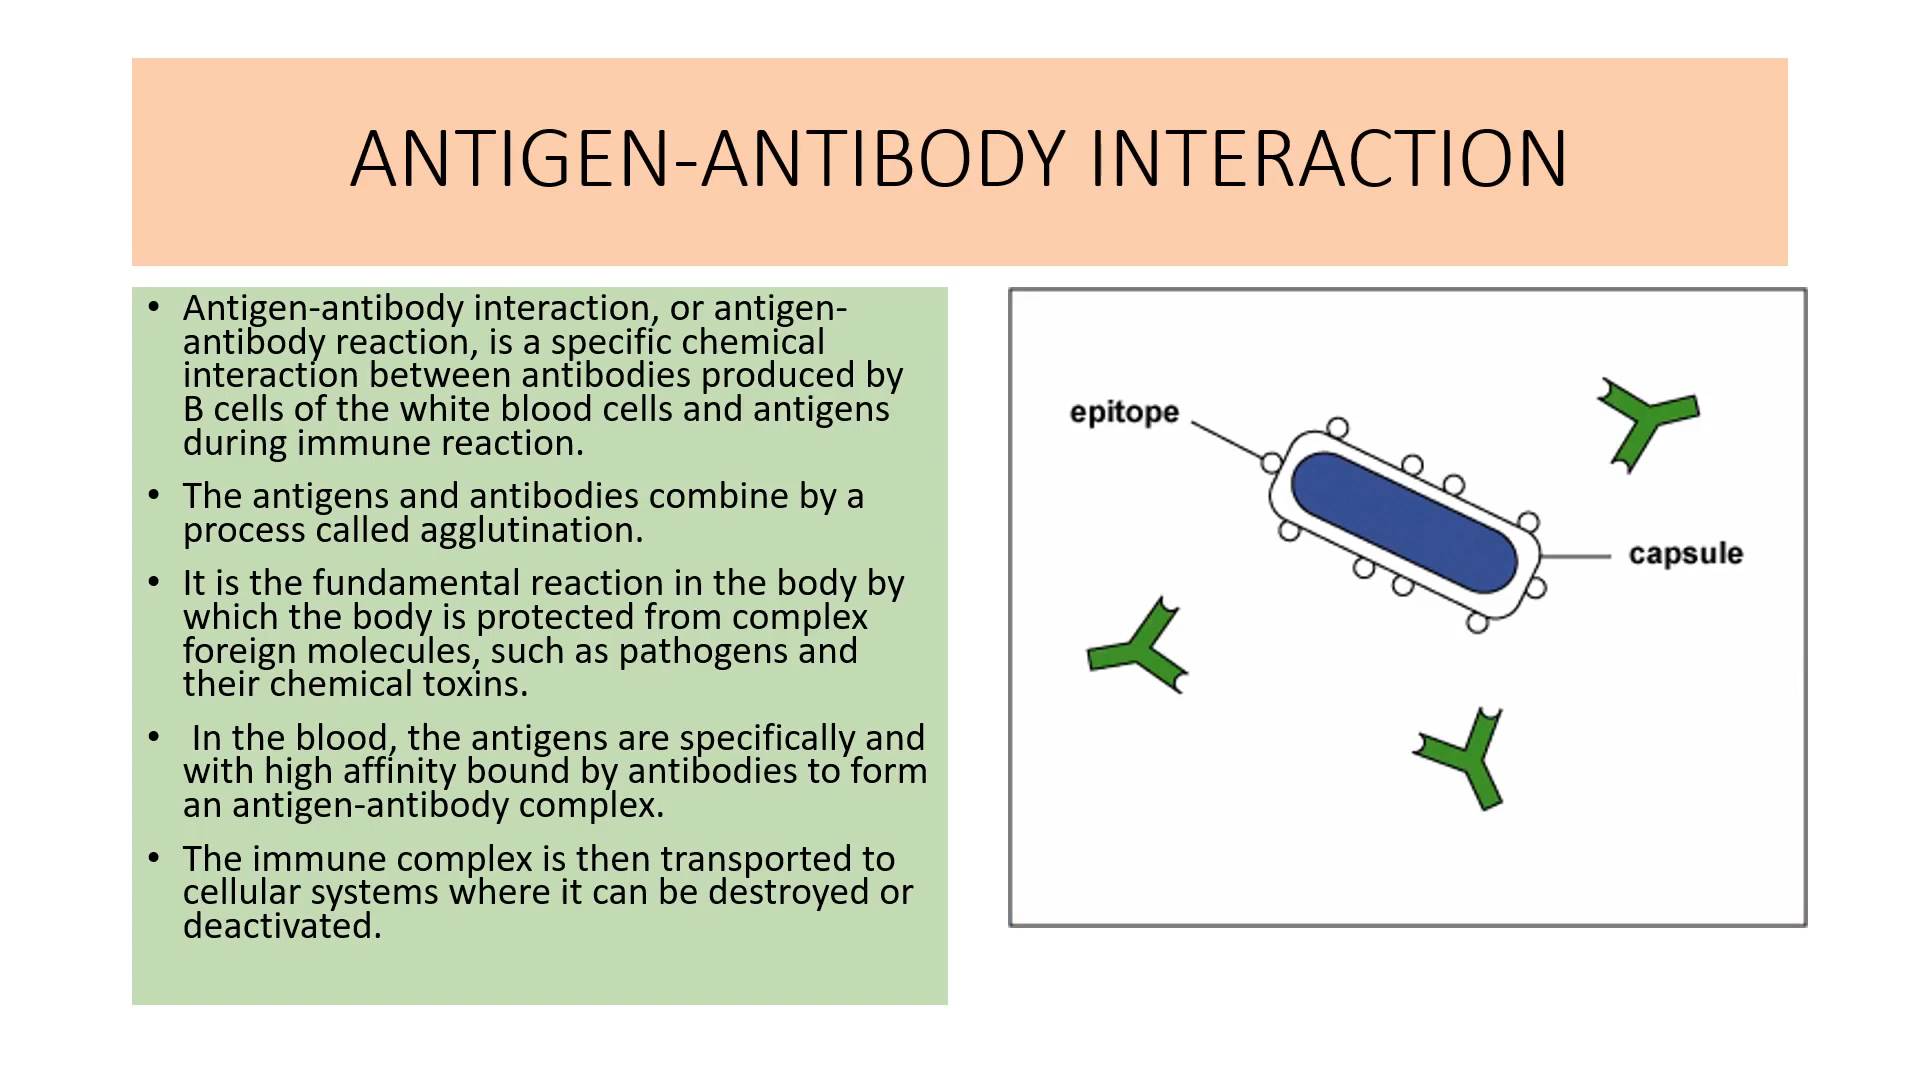 ANTIGEN-ANTIBODY INTERACTION
• Antigen-antibody interaction, or antigen-
antibody reaction, is a specific chemical
interaction between antibodies produced by
B cells of the white blood cells and antigens
during immune reaction.
• The antigens and antibodies combine by a
process called agglutination.
• It is the fundamental reaction in the body by
which the body is protected from complex
foreign molecules, such as pathogens and
their chemical toxins.
• In the blood, the antigens are specifically and
with high affinity bound by antibodies to form
an antigen-antibody complex.
• The immune complex is then transported to
cellular systems where it can be destroyed or
deactivated.
epitope
capsule